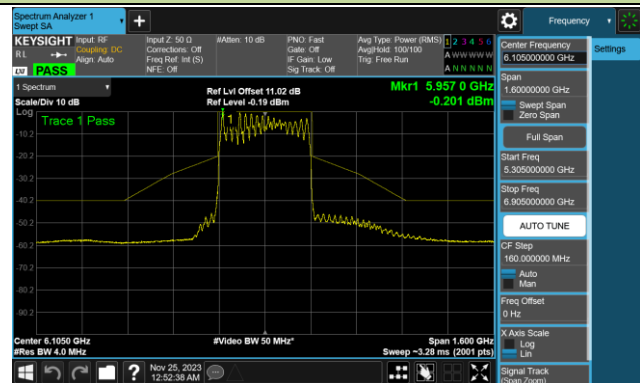 Spectrum Analyzer 1
Swept SA
Frequency
KEYSIGHT
Input: RF
Coupling: DC
Align: Auto
Input Z: 50 Ω
Corrections: Off
Freq Ref: Int (S)
NFE: Off
#Atten: 10 dB
PNO: Fast
Gate: Off
IF Gain: Low
Sig Track: Off
Avg Type: Power (RMS)
Avg|Hold: 100/100
Trig: Free Run
1 2 3 4 5 6
A W W W W W
A N N N N N
RL
LXI
PASS
1 Spectrum
Scale/Div 10 dB
Ref Lvl Offset 11.02 dB
Ref Level -0.19 dBm
Mkr1 5.957 0 GHz
-0.201 dBm
Log
Trace 1 Pass
1
-10.2
-20.2
-30.2
-40.2
-50.2
-60.2
-70.2
-80.2
-90.2
Center 6.1050 GHz
#Res BW 4.0 MHz
#Video BW 50 MHz*
Span 1.600 GHz
Sweep ~3.28 ms (2001 pts)
Nov 25, 2023
12:52:38 AM
Center Frequency
6.105000000 GHz
Settings
Span
1.60000000 GHz
Swept Span
Zero Span
Full Span
Start Freq
5.305000000 GHz
Stop Freq
6.905000000 GHz
AUTO TUNE
CF Step
160.000000 MHz
Auto
Man
Freq Offset
0 Hz
X Axis Scale
Log
Lin
Signal Track
(Span Zoom)